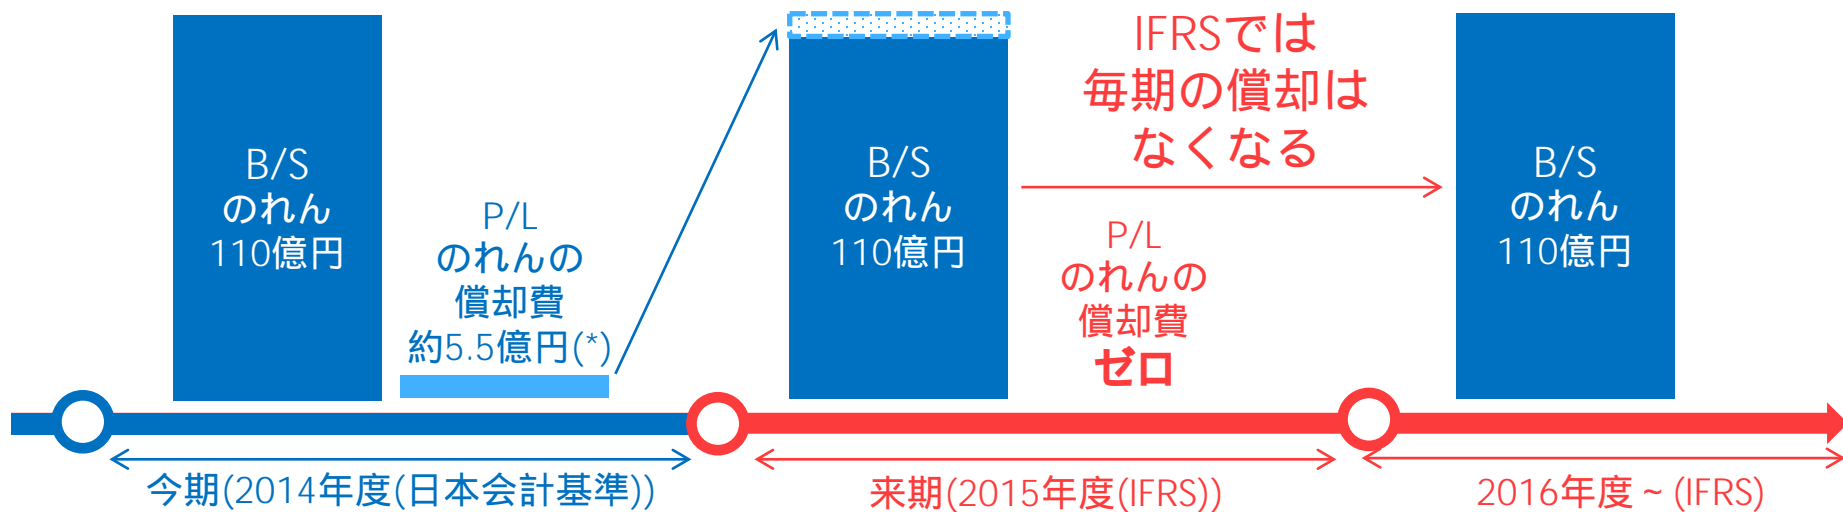 B/S
のれん
110億円
P/L
のれんの
償却費
約5.5億円(*)
B/S
のれん
110億円
IFRSでは
毎期の償却は
なくなる
P/L
のれんの
償却費
ゼロ
B/S
のれん
110億円
今期(2014年度(日本会計基準))
来期(2015年度(IFRS))
2016年度 ~ (IFRS)